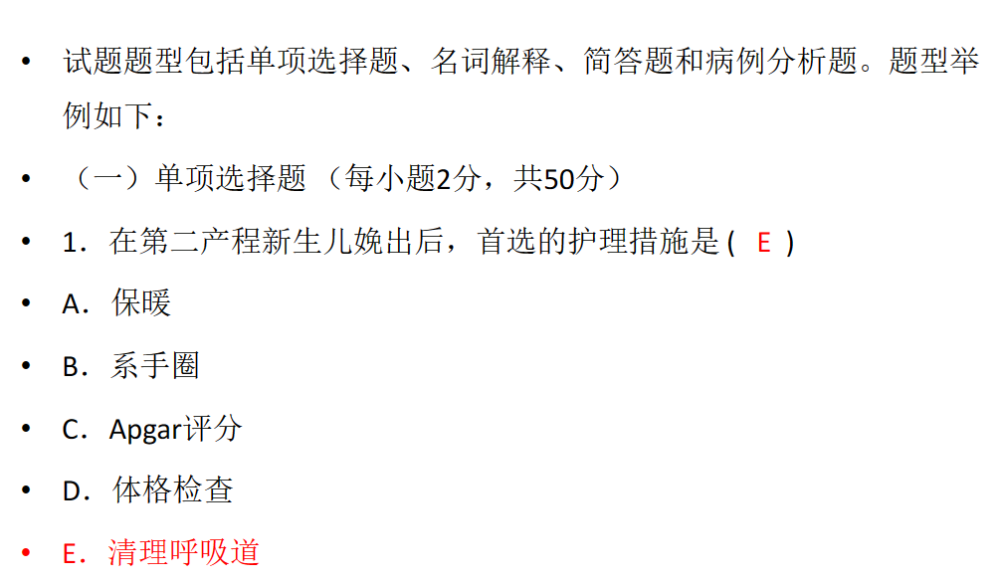 • 试题题型包括单项选择题、名词解释、简答题和病例分析题。题型举
例如下：
• （一）单项选择题 （每小题2分，共50分）
• 1．在第二产程新生儿娩出后，首选的护理措施是 ( E )
• A．保暖
• B．系手圈
• C．Apgar评分
• D．体格检查
• E．清理呼吸道